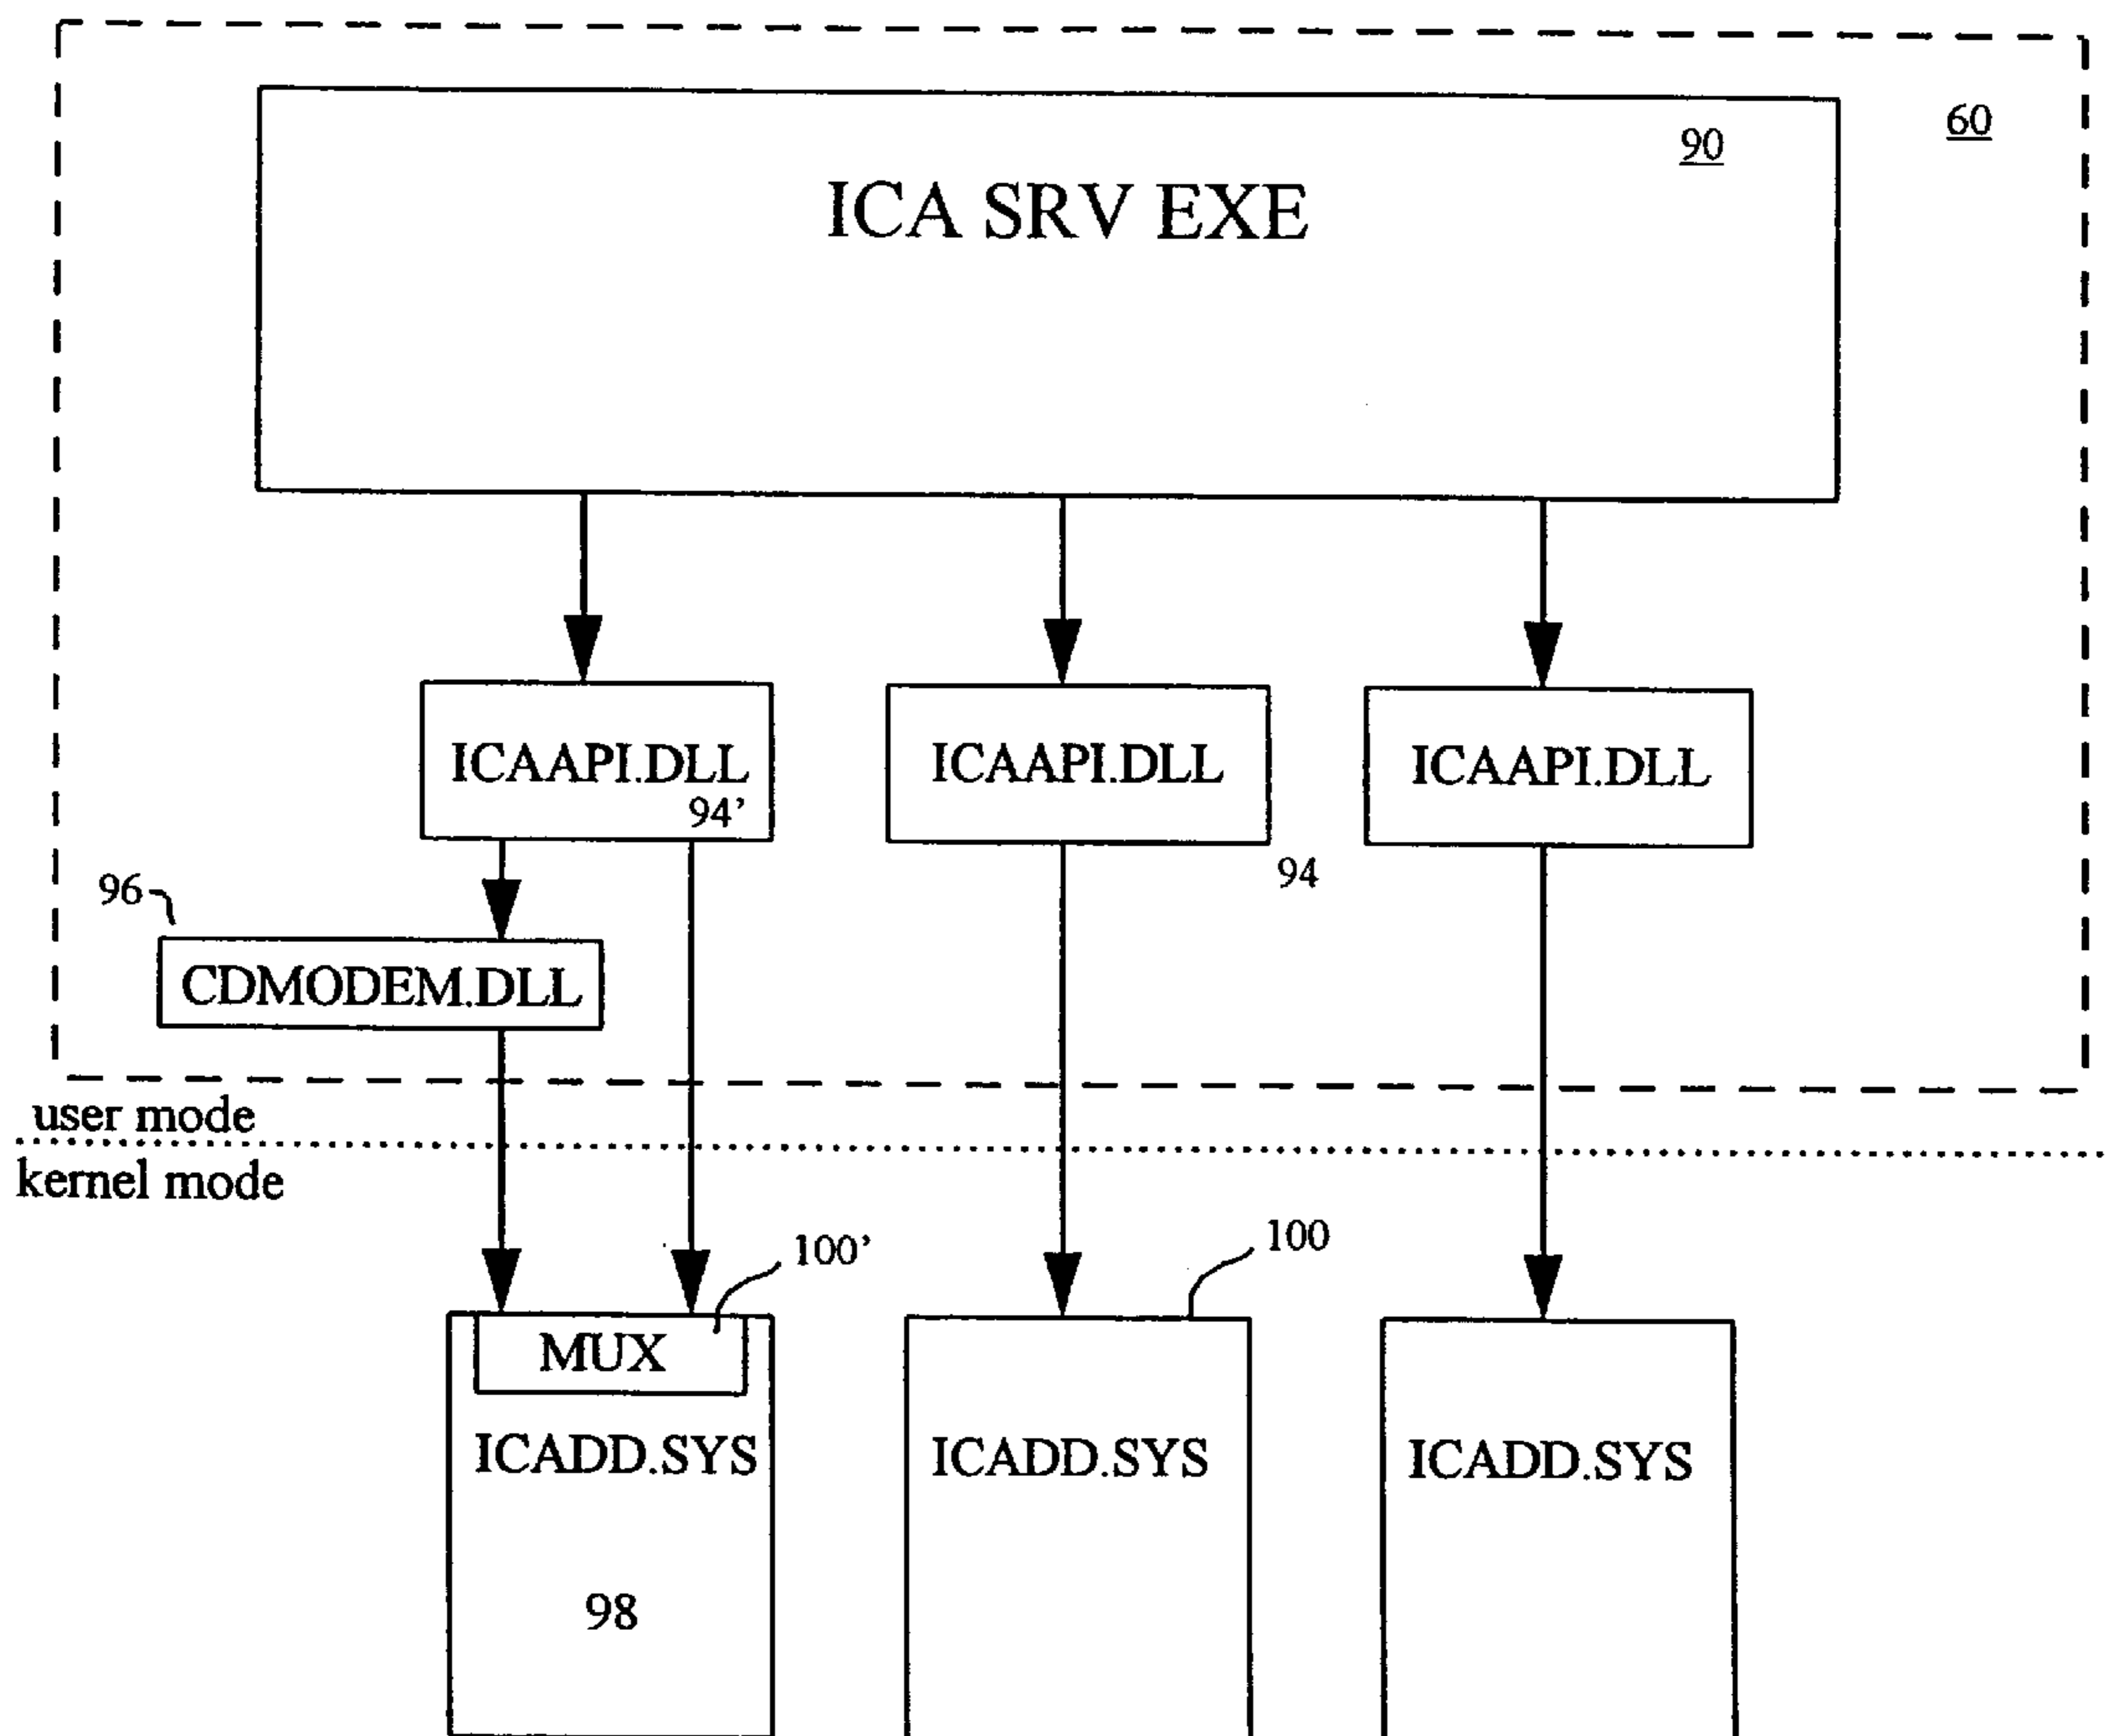 60
90
ICA SRV EXE
ICAAPI.DLL
94’
ICAAPI.DLL
94
ICAAPI.DLL
96
CDMODEM.DLL
user mode
kernel mode
100’
100
MUX
ICADD.SYS
98
ICADD.SYS
ICADD.SYS